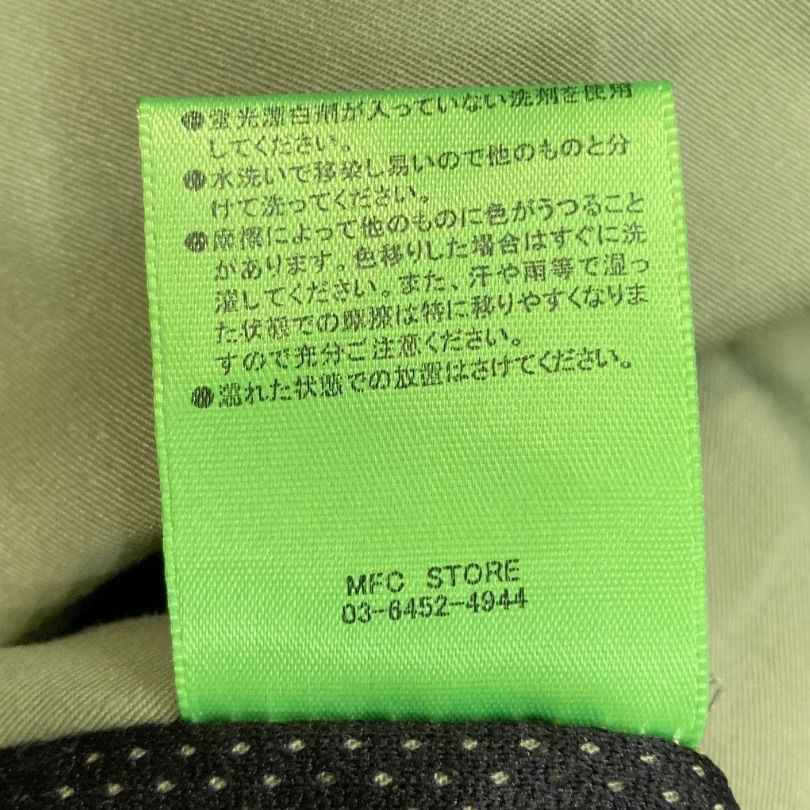 ●蛍光漂白剤が入っていない洗剤を使用
してください。
●水洗いで移染し易いので他のものと分
けて洗ってください。
●摩擦によって他のものに色がうつること
があります。色移りした場合はすぐに洗
濯してください。また、汗や雨等で湿っ
た状態での摩擦は特に移りやすくなりま
すので充分ご注意ください。
●濡れた状態での放置はさけてください。
MFC STORE
03-6452-4944